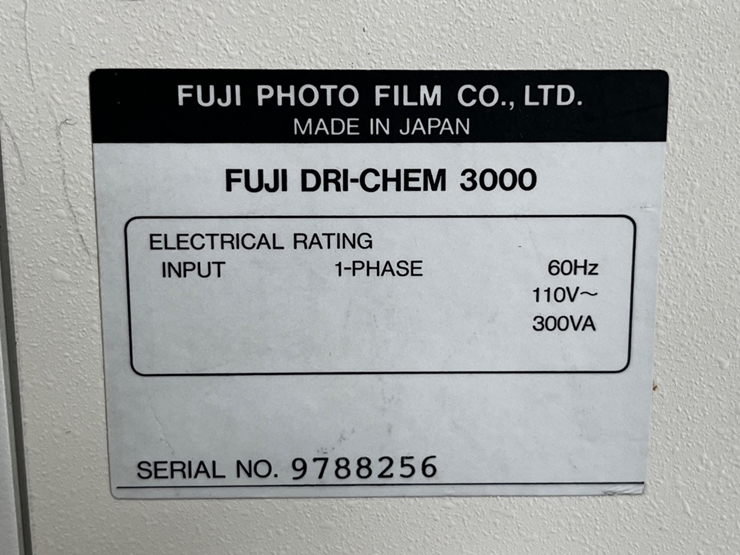 FUJI PHOTO FILM CO., LTD.
MADE IN JAPAN
FUJI DRI-CHEM 3000
ELECTRICAL RATING
INPUT 1-PHASE 60Hz
110V~
300VA
SERIAL NO. 9788256